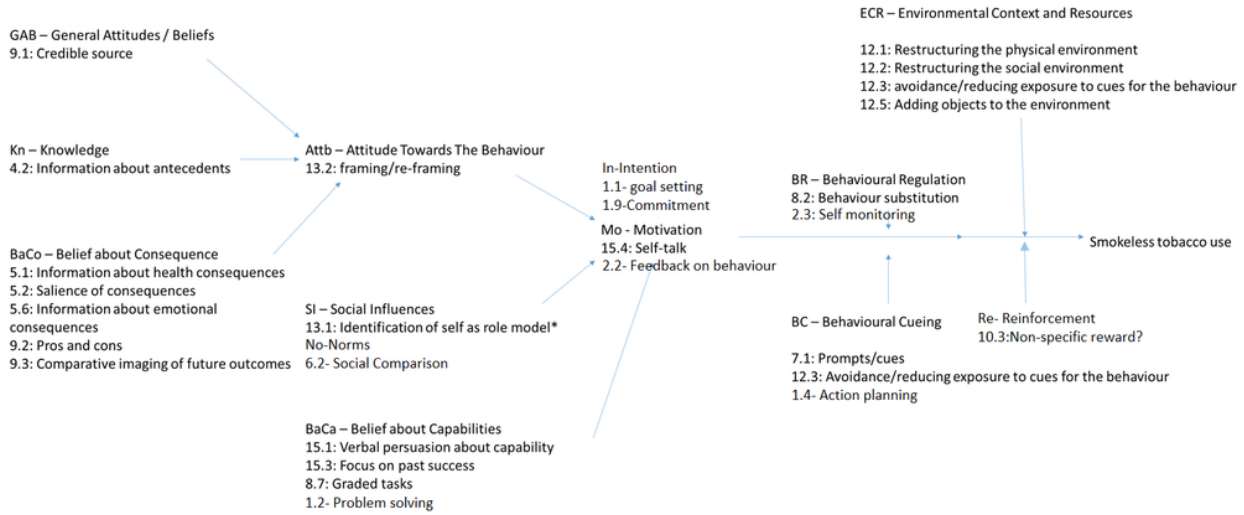 GAB – General Attitudes / Beliefs
9.1: Credible source
Kn – Knowledge
4.2: Information about antecedents
BaCo – Belief about Consequence
5.1: Information about health consequences
5.2: Salience of consequences
5.6: Information about emotional
consequences
9.2: Pros and cons
9.3: Comparative imaging of future outcomes
Attb – Attitude Towards The Behaviour
13.2: framing/re-framing
SI – Social Influences
13.1: Identification of self as role model*
No-Norms
6.2- Social Comparison
BaCa – Belief about Capabilities
15.1: Verbal persuasion about capability
15.3: Focus on past success
8.7: Graded tasks
1.2- Problem solving
In-Intention
1.1- goal setting
1.9-Commitment
Mo - Motivation
15.4: Self-talk
2.2- Feedback on behaviour
BR – Behavioural Regulation
8.2: Behaviour substitution
2.3: Self monitoring
BC – Behavioural Cueing
7.1: Prompts/cues
12.3: Avoidance/reducing exposure to cues for the behaviour
1.4- Action planning
ECR – Environmental Context and Resources
12.1: Restructuring the physical environment
12.2: Restructuring the social environment
12.3: avoidance/reducing exposure to cues for the behaviour
12.5: Adding objects to the environment
Re- Reinforcement
10.3:Non-specific reward?
Smokeless tobacco use